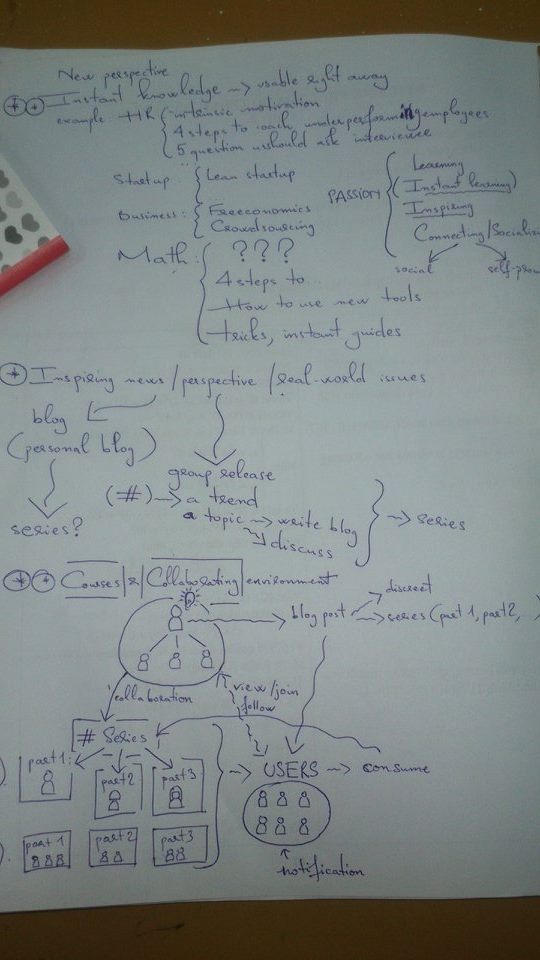 New perspective
Instant knowledge ~> usable right away
example HR { intrinsic motivation
4 steps to coach underperforming employees
5 question u should ask interviewee
Startup { Lean startup
Business: { Freeconomics
Crowdsourcing
PASSION { Learning
(Instant learning)
Inspiring
Connecting/Socializ
social
self-pro
Math: { ???
4 steps to...
How to use new tools
tricks, instant guides
Inspiring news/perspective/real-world issues
blog
(personal blog)
series?
group release
(#) ~> a trend
a topic ~> write blog
discuss
~> series
Courses & Collaborating environment
blog post
discreet
series (part 1, part 2,
collaboration
view/join
follow
# Series
part 1:
part 2
part 3
~> USERS ~> consume
part 1
part 2
part 3
notification